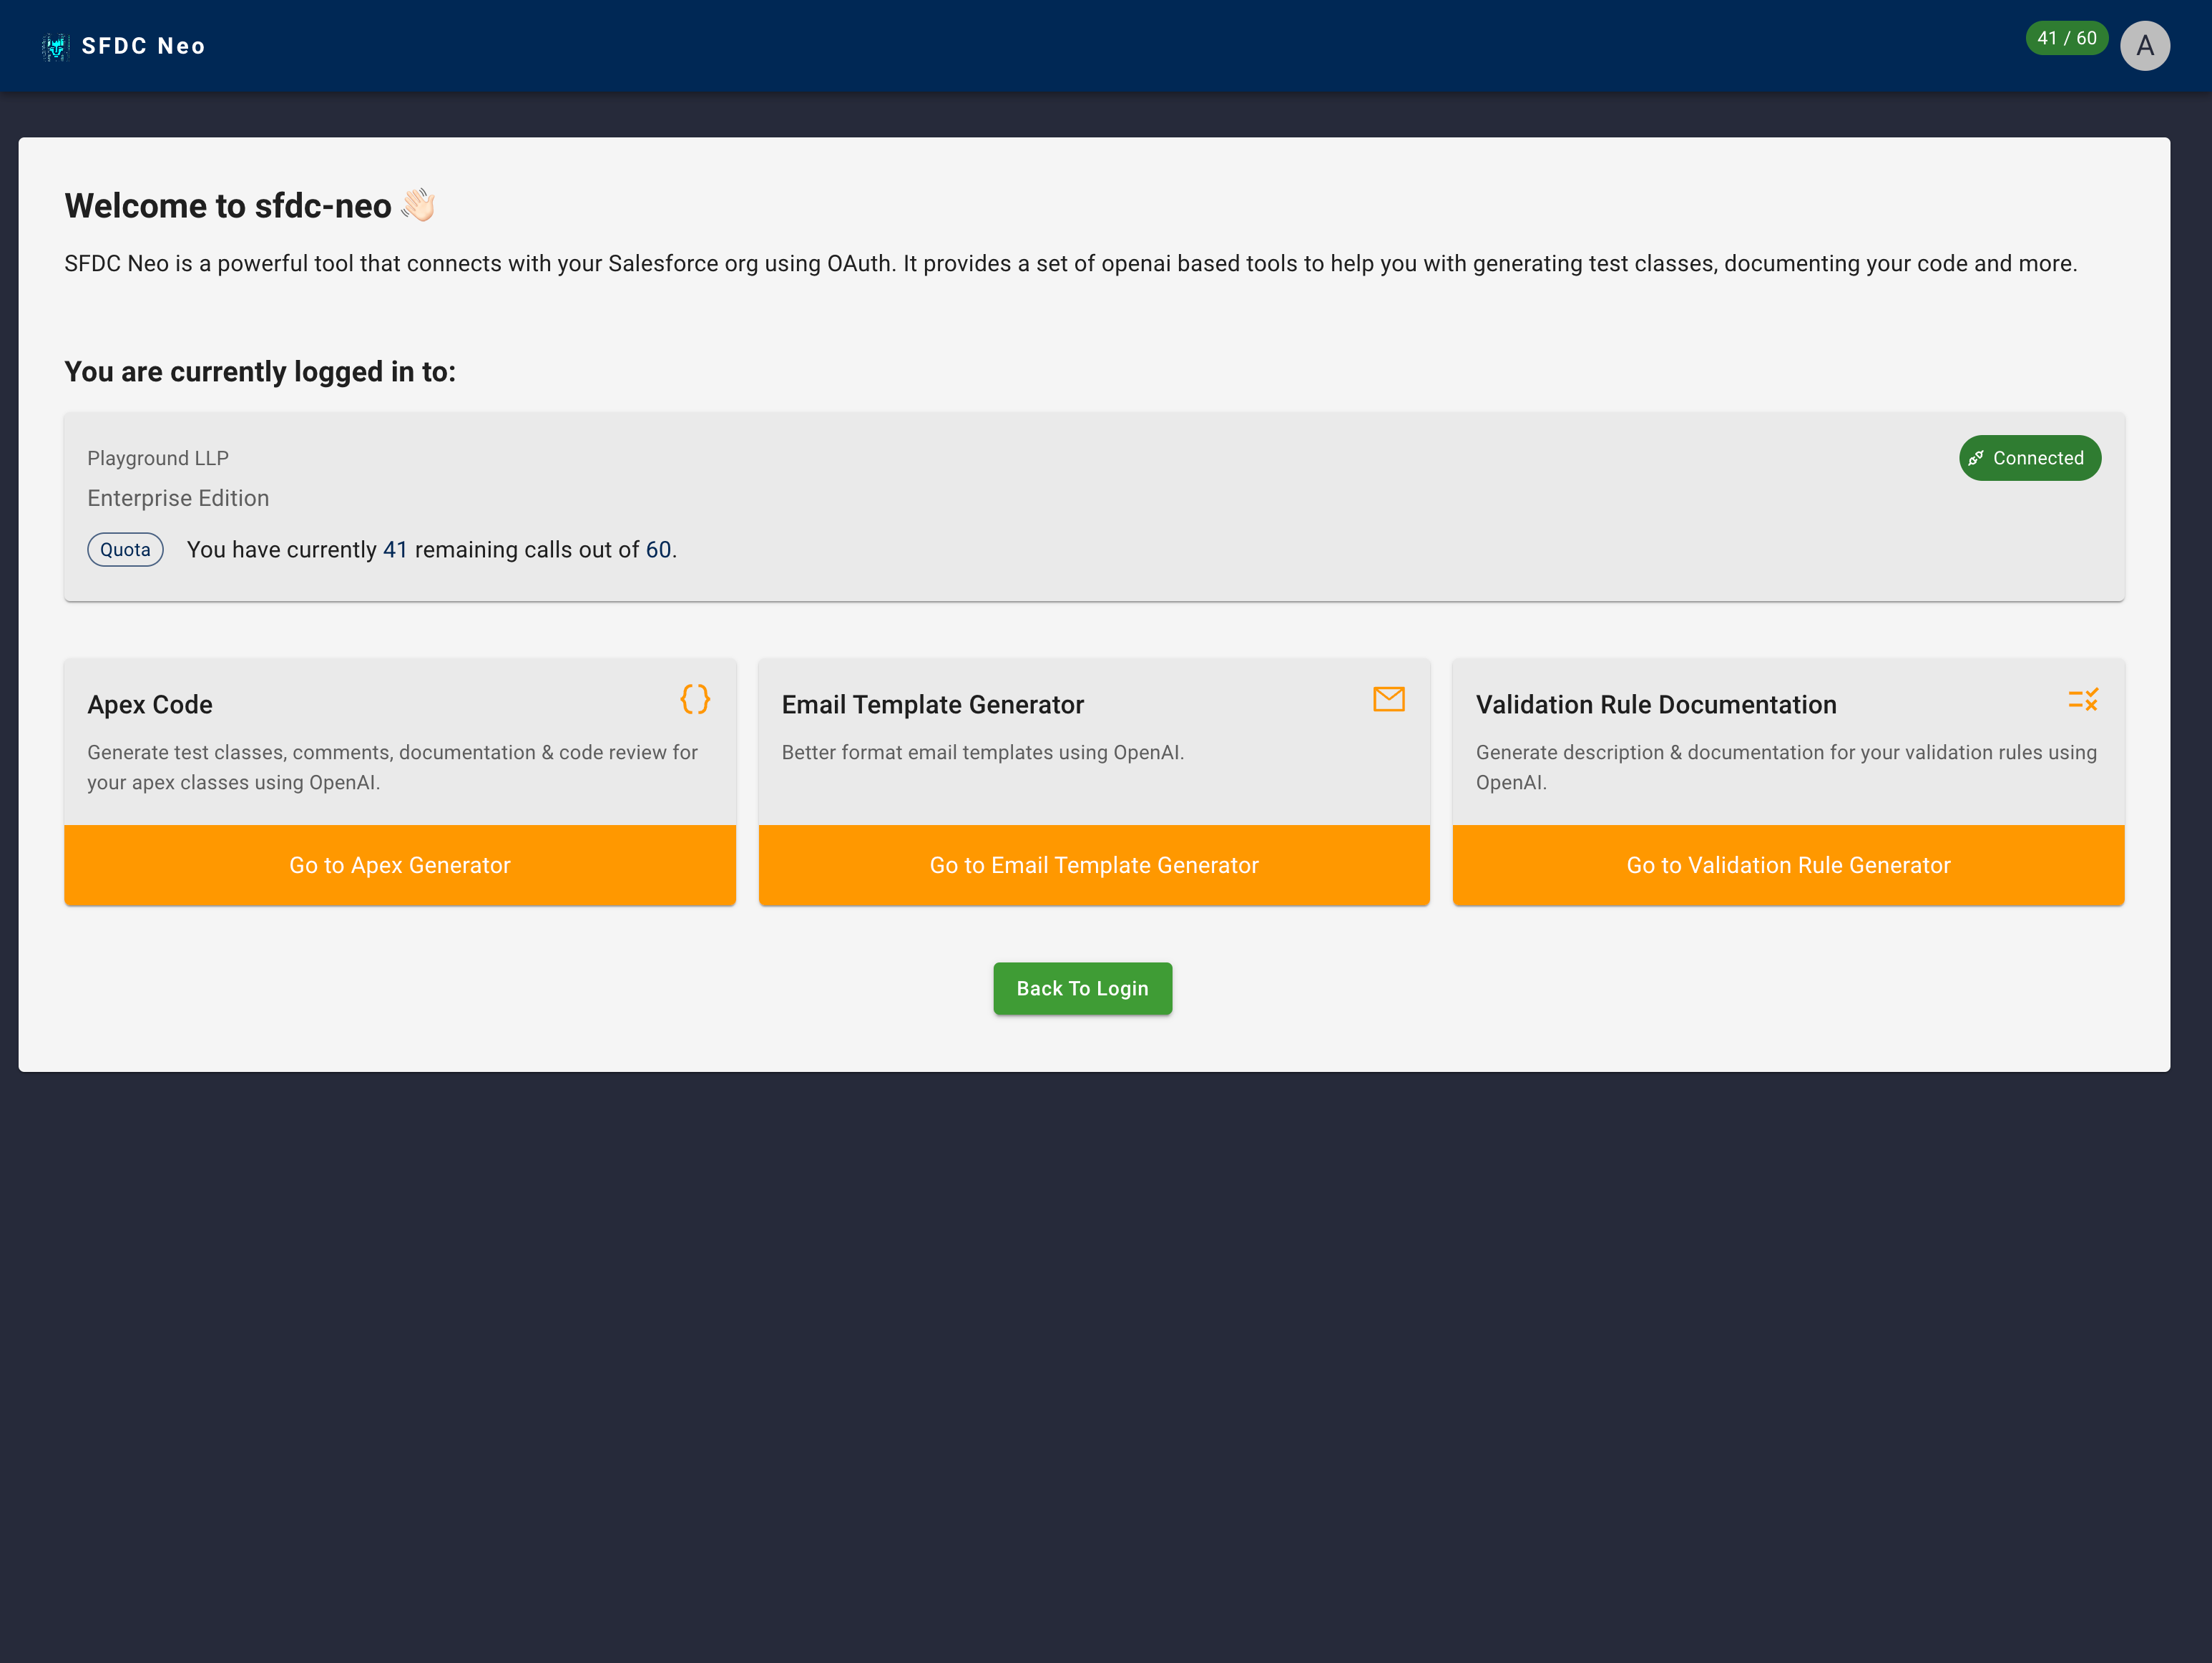 SFDC Neo
41 / 60
A
Welcome to sfdc-neo 👋🏻
SFDC Neo is a powerful tool that connects with your Salesforce org using OAuth. It provides a set of openai based tools to help you with generating test classes, documenting your code and more.
You are currently logged in to:
Playground LLP
Connected
Enterprise Edition
Quota
You have currently 41 remaining calls out of 60.
Apex Code
Generate test classes, comments, documentation & code review for
your apex classes using OpenAI.
Go to Apex Generator
Email Template Generator
Better format email templates using OpenAI.
Go to Email Template Generator
Validation Rule Documentation
Generate description & documentation for your validation rules using
OpenAI.
Go to Validation Rule Generator
Back To Login